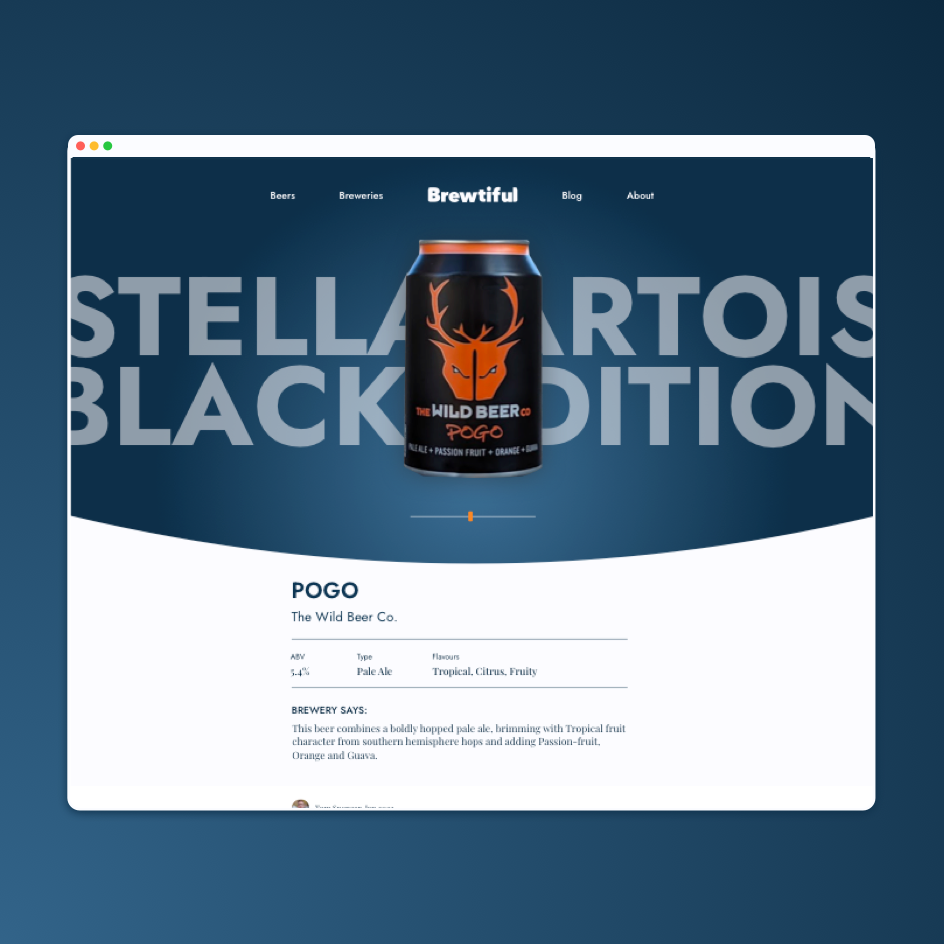 Beers Breweries Brewtiful Blog About
STELLA ARTOIS
BLACK EDITION
THE WILD BEER CO
POGO
PALE ALE + PASSION FRUIT + ORANGE + GUAVA
POGO
The Wild Beer Co.
ABV Type Flavours
5.4% Pale Ale Tropical, Citrus, Fruity
BREWERY SAYS:
This beer combines a boldly hopped pale ale, brimming with Tropical fruit
character from southern hemisphere hops and adding Passion-fruit,
Orange and Guava.